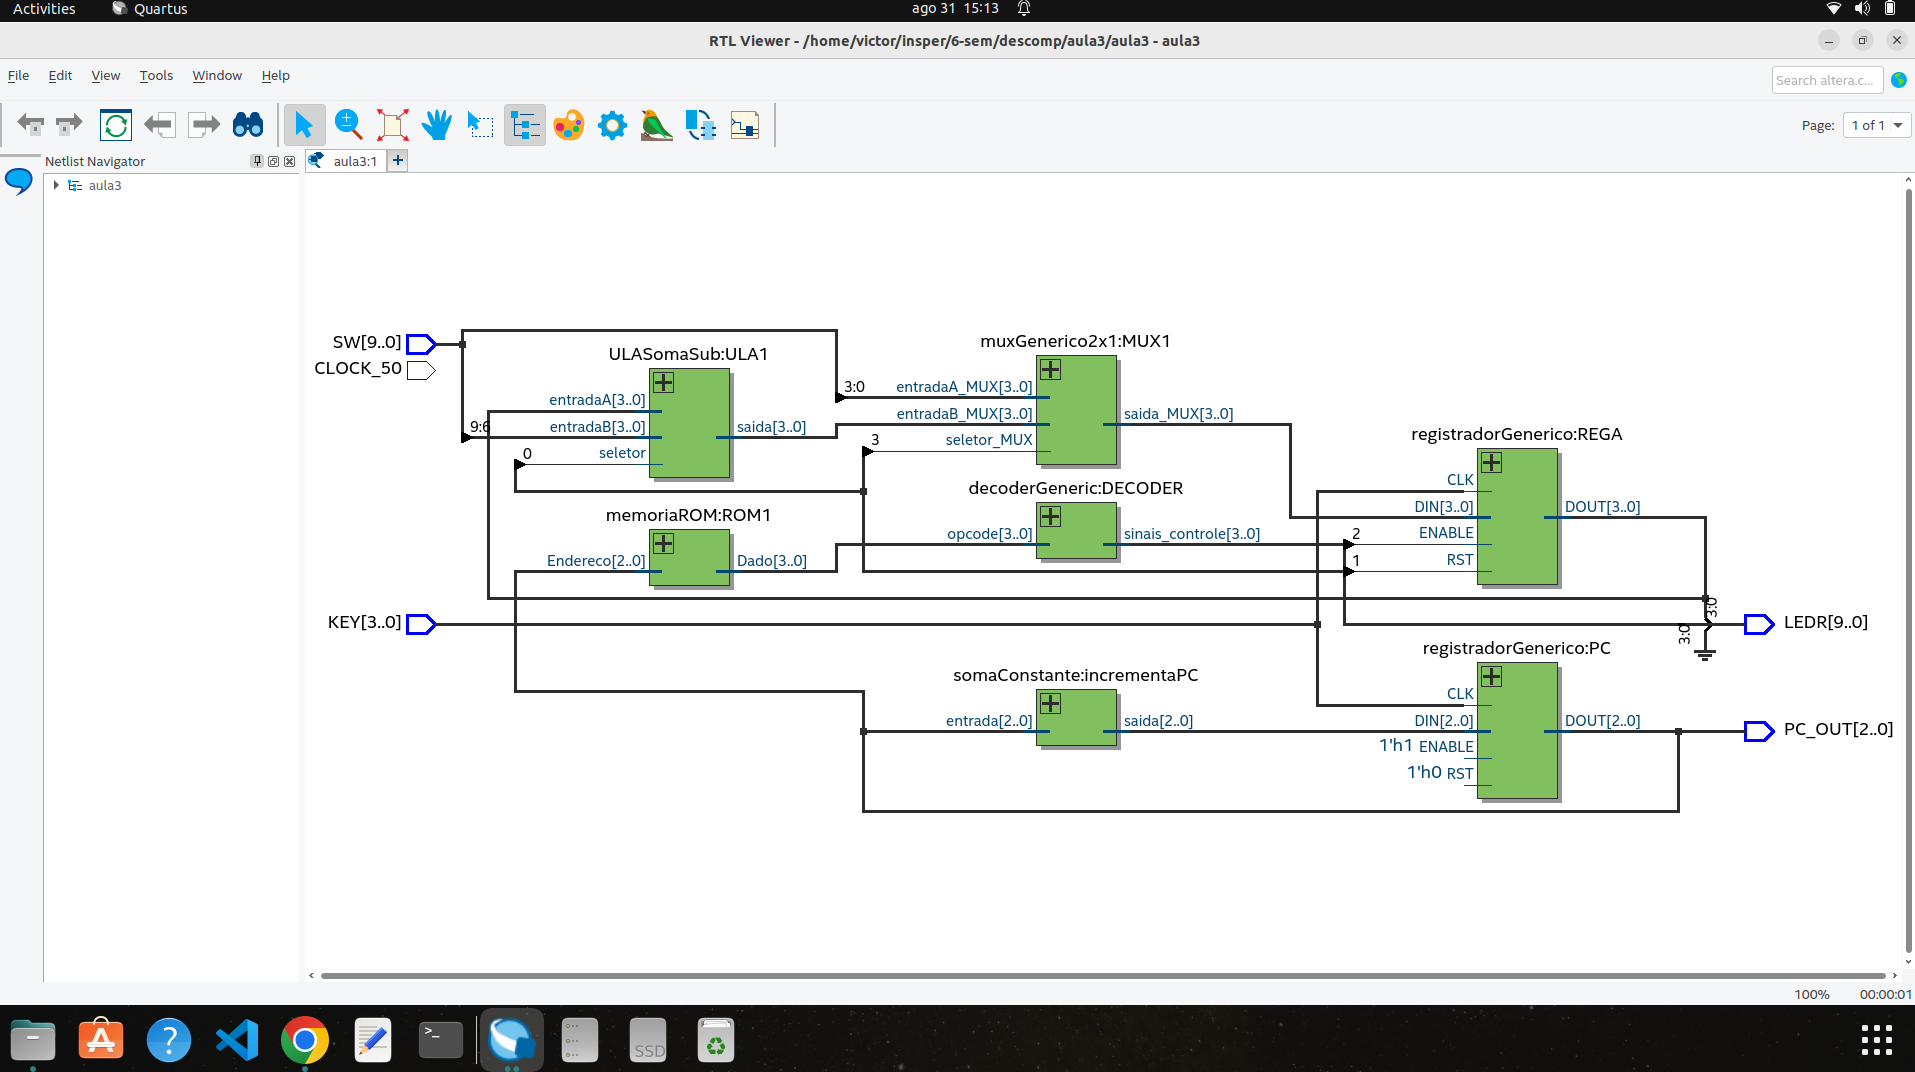 Activities
Quartus
ago 31 15:13
RTL Viewer - /home/victor/insper/6-sem/descomp/aula3/aula3 - aula3
File Edit View Tools Window Help
Search altera.c...
Page: 1 of 1
Netlist Navigator
aula3:1
+
aula3
SW[9..0]
CLOCK_50
KEY[3..0]
ULASomaSub:ULA1
entradaA[3..0]
9:6
entradaB[3..0]
saida[3..0]
0
seletor
memoriaROM:ROM1
Endereco[2..0]
Dado[3..0]
muxGenerico2x1:MUX1
3:0
entradaA_MUX[3..0]
entradaB_MUX[3..0]
saida_MUX[3..0]
3
seletor_MUX
decoderGeneric:DECODER
opcode[3..0]
sinais_controle[3..0]
somaConstante:incrementaPC
entrada[2..0]
saida[2..0]
registradorGenerico:REGA
CLK
DIN[3..0]
DOUT[3..0]
2
ENABLE
1
RST
3:0
3:0
LEDR[9..0]
registradorGenerico:PC
CLK
DIN[2..0]
DOUT[2..0]
PC_OUT[2..0]
1'h1 ENABLE
1'h0 RST
100%
00:00:01
SSD